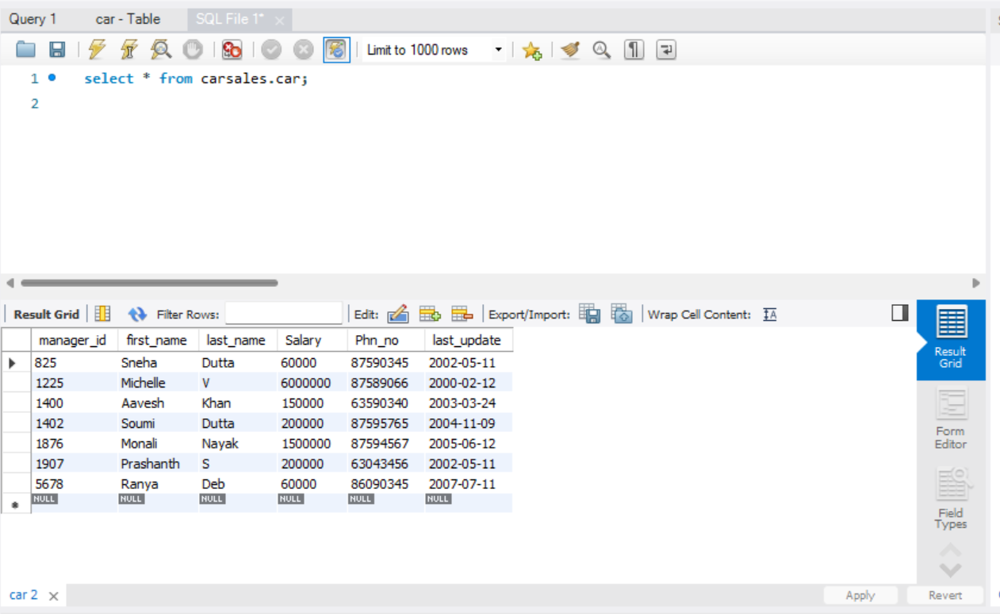 Query 1 car - Table SQL File 1*
Limit to 1000 rows
1 select * from carsales.car;
2
Result Grid Filter Rows: Edit: Export/Import: Wrap Cell Content:
manager_id first_name last_name Salary Phn_no last_update
825 Sneha Dutta 60000 87590345 2002-05-11
1225 Michelle V 6000000 87589066 2000-02-12
1400 Aavesh Khan 150000 63590340 2003-03-24
1402 Soumi Dutta 200000 87595765 2004-11-09
1876 Monali Nayak 1500000 87594567 2005-06-12
1907 Prashanth S 200000 63043456 2002-05-11
5678 Ranya Deb 60000 86090345 2007-07-11
NULL NULL NULL NULL NULL NULL
Result
Grid
Form
Editor
Field
Types
car 2 Apply Revert